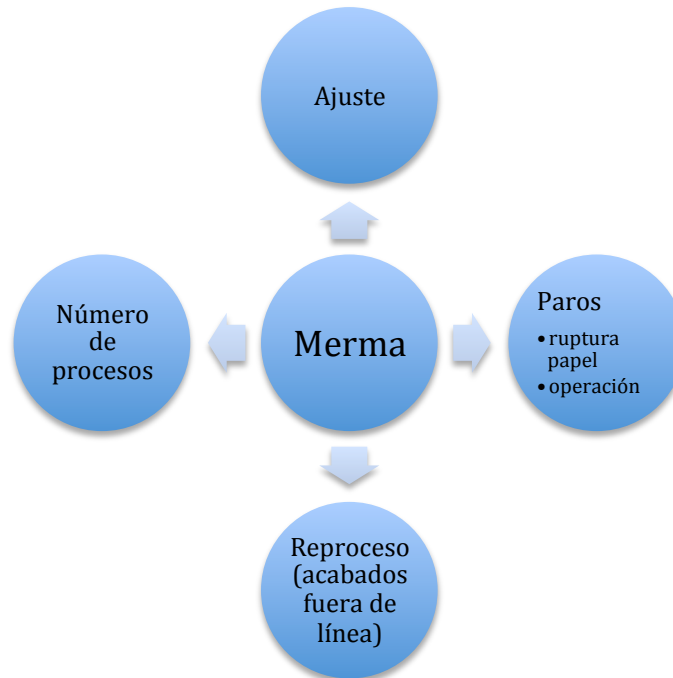 Ajuste
Número
de
procesos
Merma
Paros
• ruptura
papel
• operación
Reproceso
(acabados
fuera de
línea)